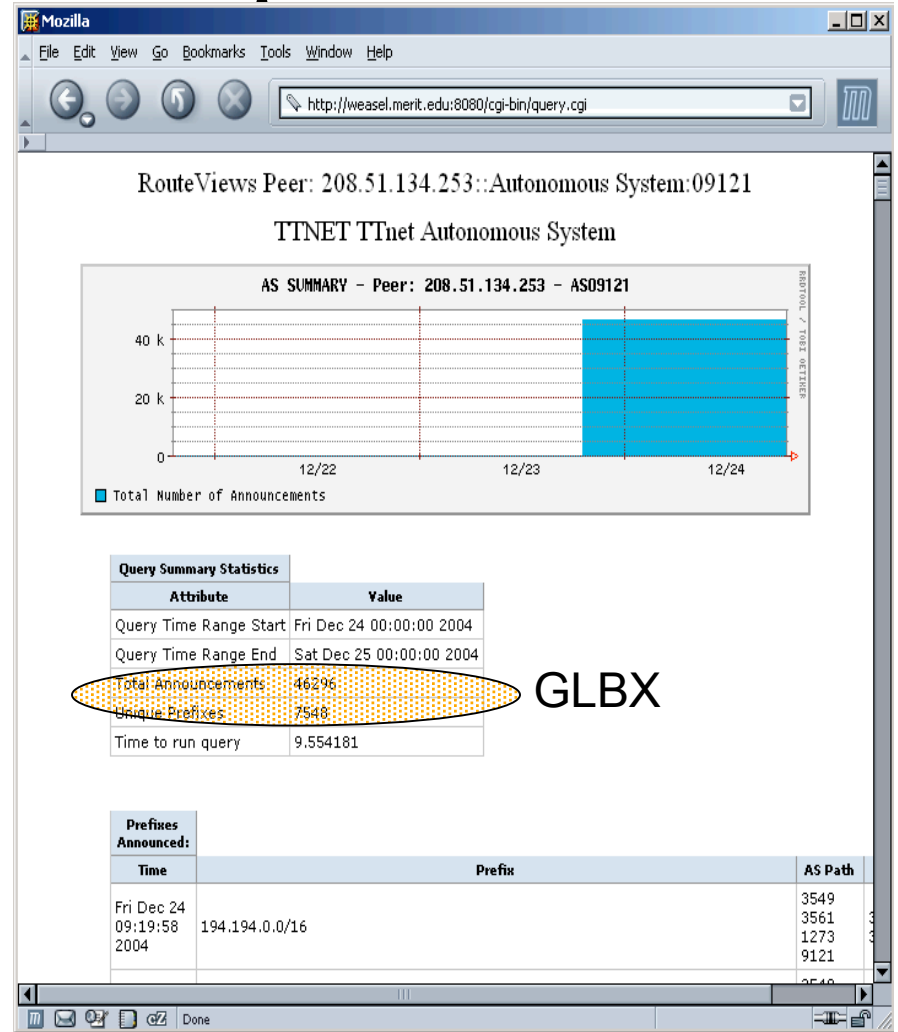 Mozilla
File Edit View Go Bookmarks Tools Window Help
http://weasel.merit.edu:8080/cgi-bin/query.cgi
RouteViews Peer: 208.51.134.253::Autonomous System:09121
TTNET TTnet Autonomous System
AS SUMMARY - Peer: 208.51.134.253 - AS09121
RRDTOOL / TOBI OETIKER
40 k
20 k
0
12/22 12/23 12/24
Total Number of Announcements
Query Summary Statistics
Attribute Value
Query Time Range Start Fri Dec 24 00:00:00 2004
Query Time Range End Sat Dec 25 00:00:00 2004
Total Announcements 46296
GLBX
Unique Prefixes 7548
Time to run query 9.554181
Prefixes
Announced:
Time Prefix AS Path
Fri Dec 24
09:19:58
2004
194.194.0.0/16
3549
3561
1273
9121
Done